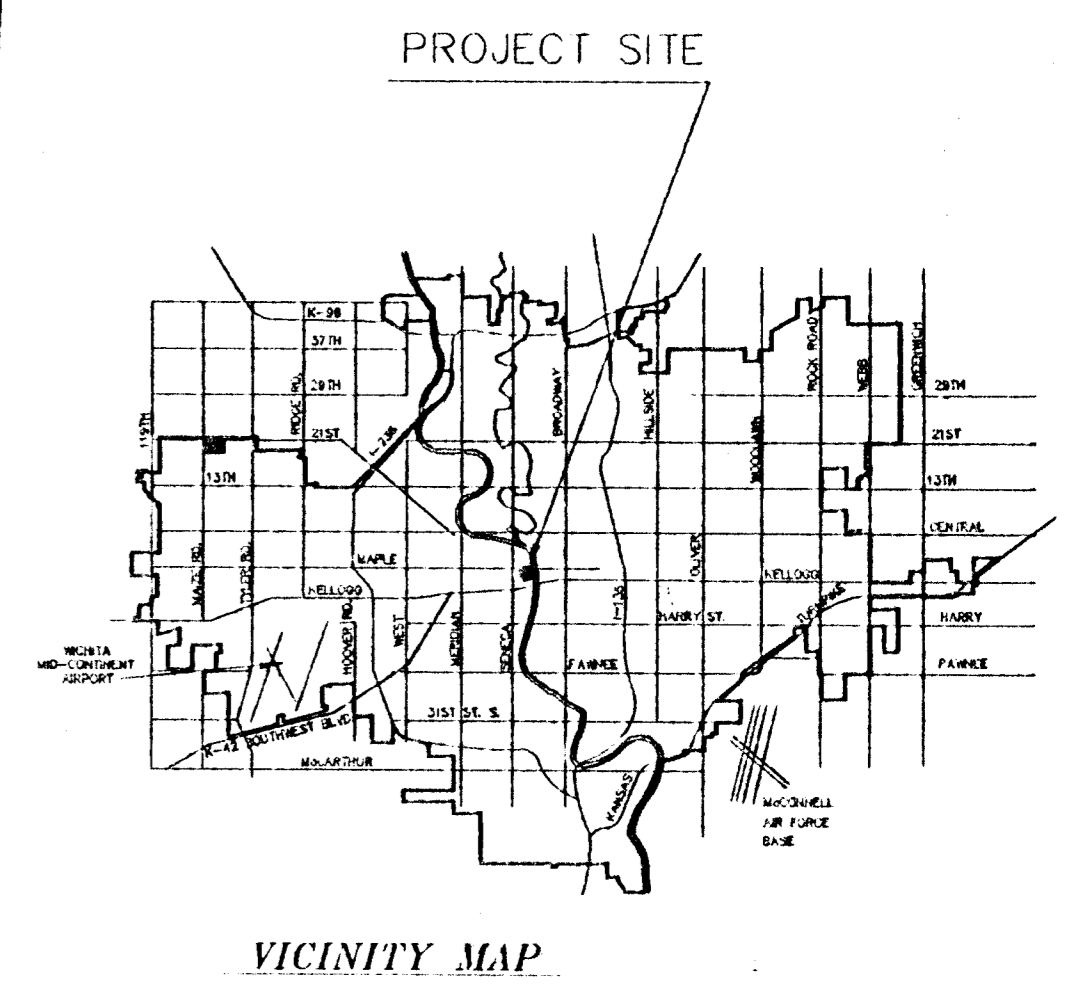 PROJECT SITE
K-96
37TH
29TH
21ST
13TH
119TH
RIDGE RD.
I-235
MAIZE RD.
TYLER RD.
MAPLE
KELLOGG
HOOVER RD.
WEST
MERIDIAN
SENECA
BROADWAY
HILLSIDE
I-135
OLIVER
WOODLAWN
ROCK ROAD
WEBB
GREENWICH
29TH
21ST
13TH
CENTRAL
KELLOGG
TURNPIKE
HARRY ST.
HARRY
PAWNEE
PAWNEE
31ST ST. S.
K-42 SOUTHWEST BLVD
McARTHUR
KANSAS
WICHITA
MID-CONTINENT
AIRPORT
McCONNELL
AIR FORCE
BASE
VICINITY MAP